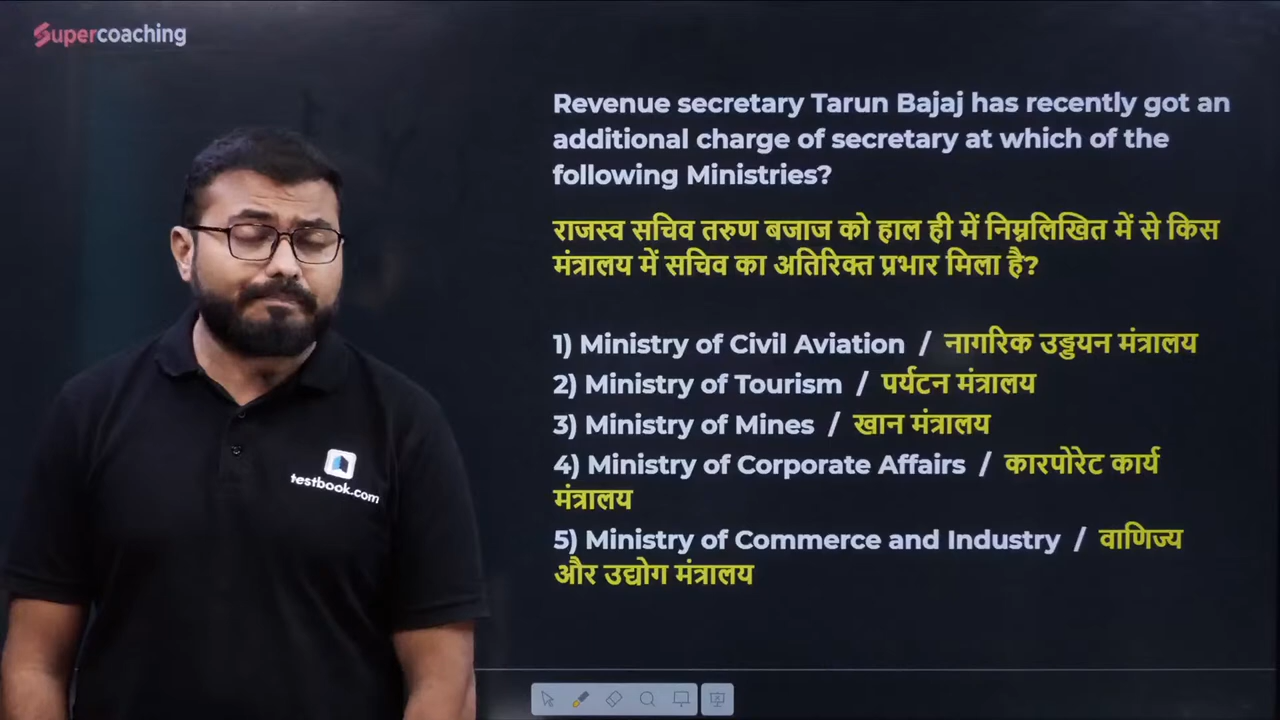 Supercoaching
Revenue secretary Tarun Bajaj has recently got an
additional charge of secretary at which of the
following Ministries?
राजस्व सचिव तरुण बजाज को हाल ही में निम्नलिखित में से किस
मंत्रालय में सचिव का अतिरिक्त प्रभार मिला है?
1) Ministry of Civil Aviation / नागरिक उड्डयन मंत्रालय
2) Ministry of Tourism / पर्यटन मंत्रालय
3) Ministry of Mines / खान मंत्रालय
4) Ministry of Corporate Affairs / कारपोरेट कार्य
मंत्रालय
5) Ministry of Commerce and Industry / वाणिज्य
और उद्योग मंत्रालय
testbook.com